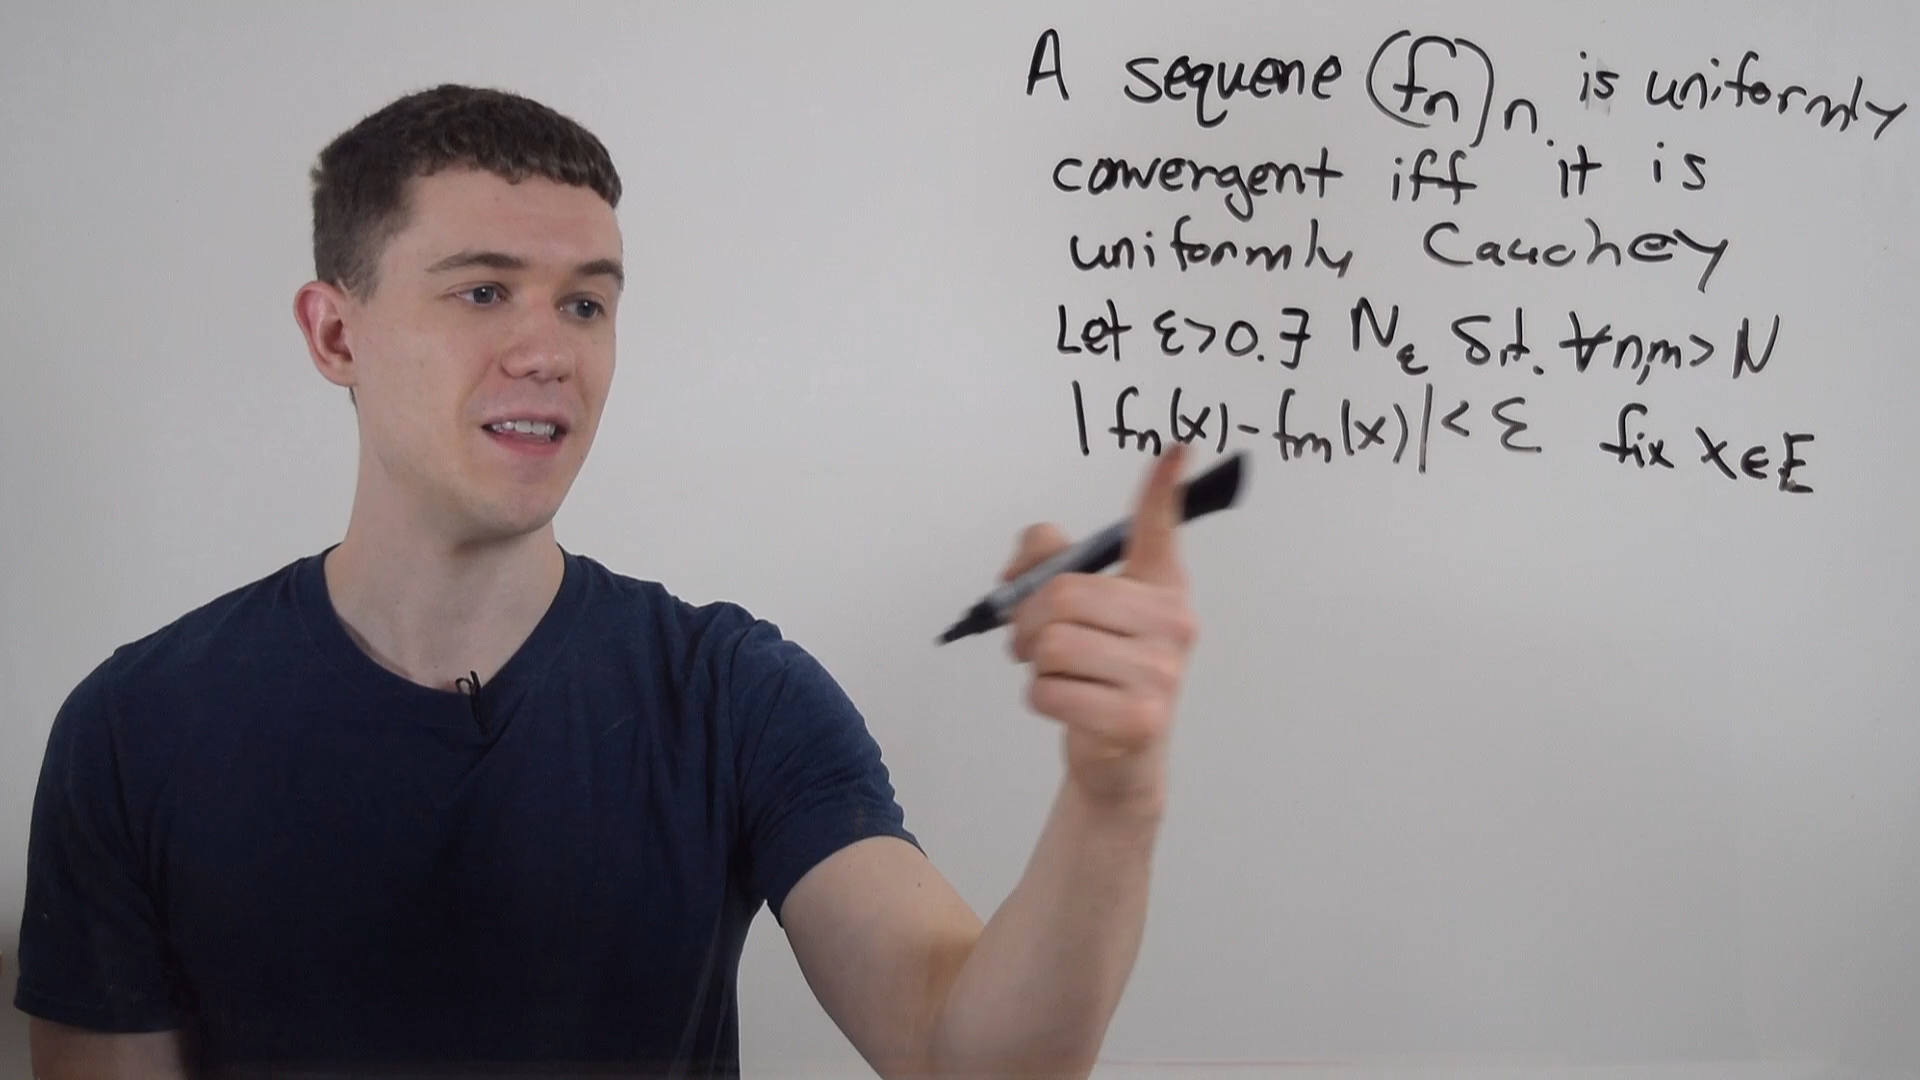 A sequene (fn)n is uniformly
convergent iff it is
uniformly Cauchey
Let ε>0. ∃ Nε s.t. ∀n,m> N
|fn(x)-fm(x)|< ε fix x∈E